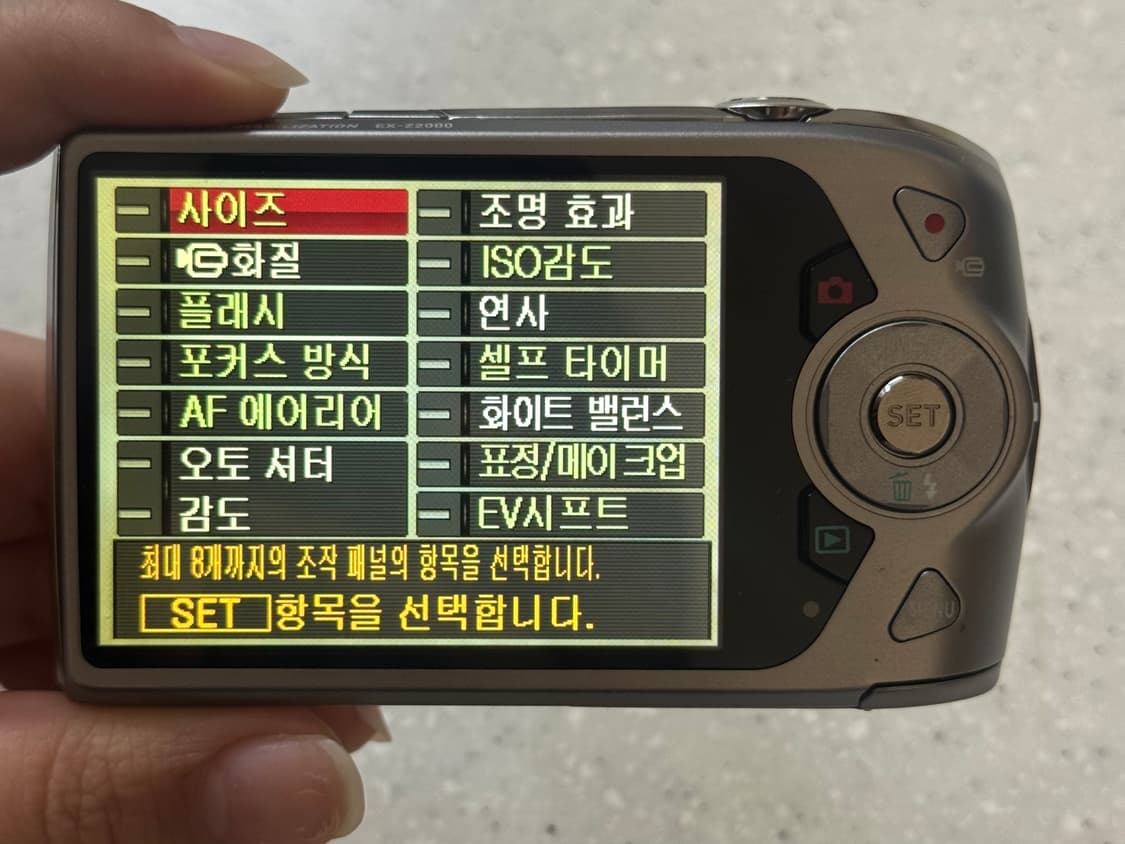 EX-Z2000
사이즈
화질
플래시
포커스 방식
AF 에어리어
오토 셔터
감도
조명 효과
ISO감도
연사
셀프 타이머
화이트 밸런스
표정/메이크업
EV시프트
최대 8개까지의 조작 패널의 항목을 선택합니다.
SET 항목을 선택합니다.
SET
MENU